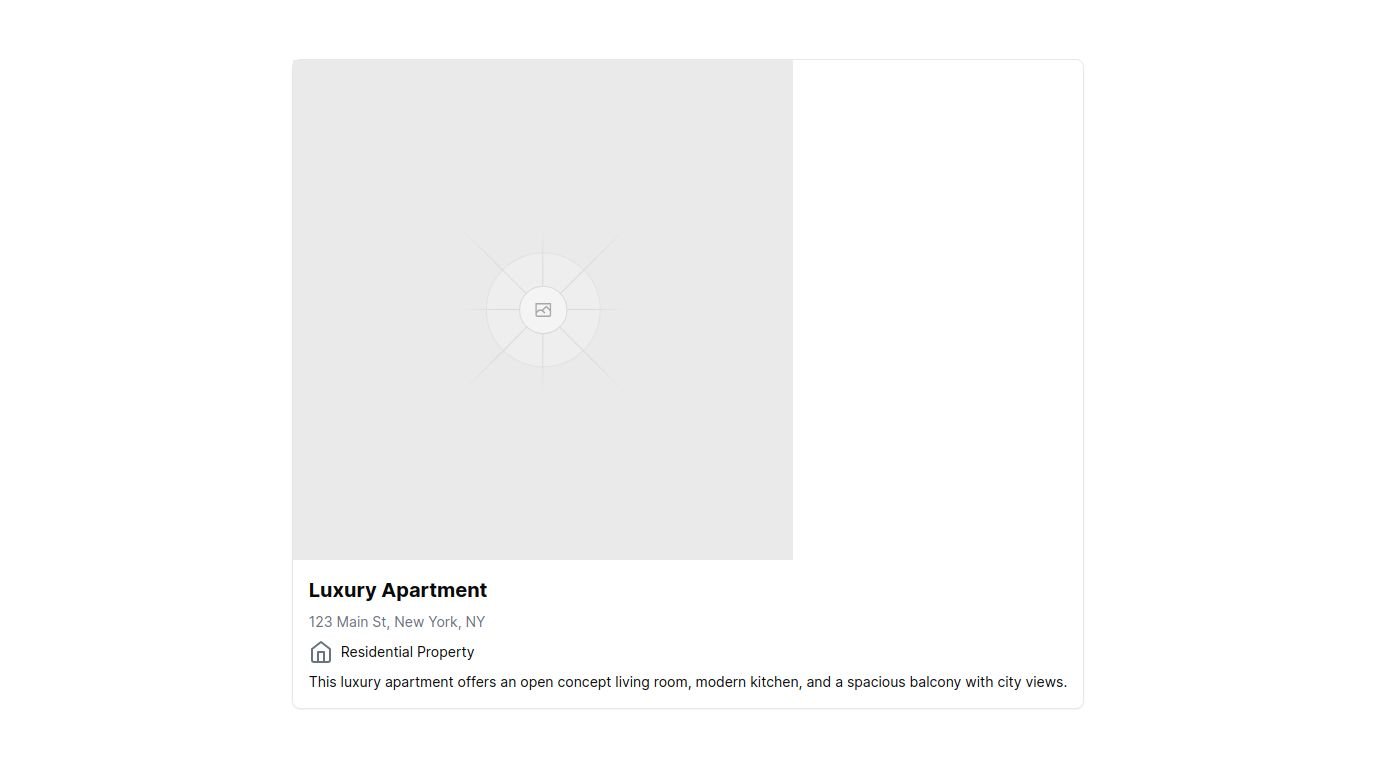 Luxury Apartment
123 Main St, New York, NY
Residential Property
This luxury apartment offers an open concept living room, modern kitchen, and a spacious balcony with city views.